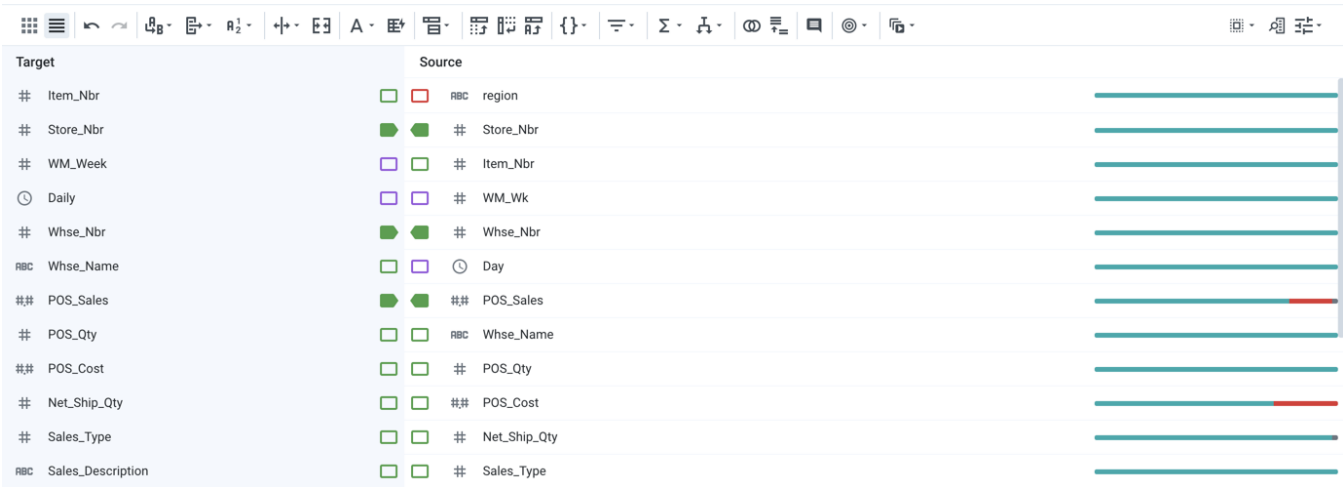 Target Source
# Item_Nbr ABC region
# Store_Nbr # Store_Nbr
# WM_Week # Item_Nbr
Daily # WM_Wk
# Whse_Nbr # Whse_Nbr
ABC Whse_Name Day
#.# POS_Sales #.# POS_Sales
# POS_Qty ABC Whse_Name
#.# POS_Cost # POS_Qty
# Net_Ship_Qty #.# POS_Cost
# Sales_Type # Net_Ship_Qty
ABC Sales_Description # Sales_Type